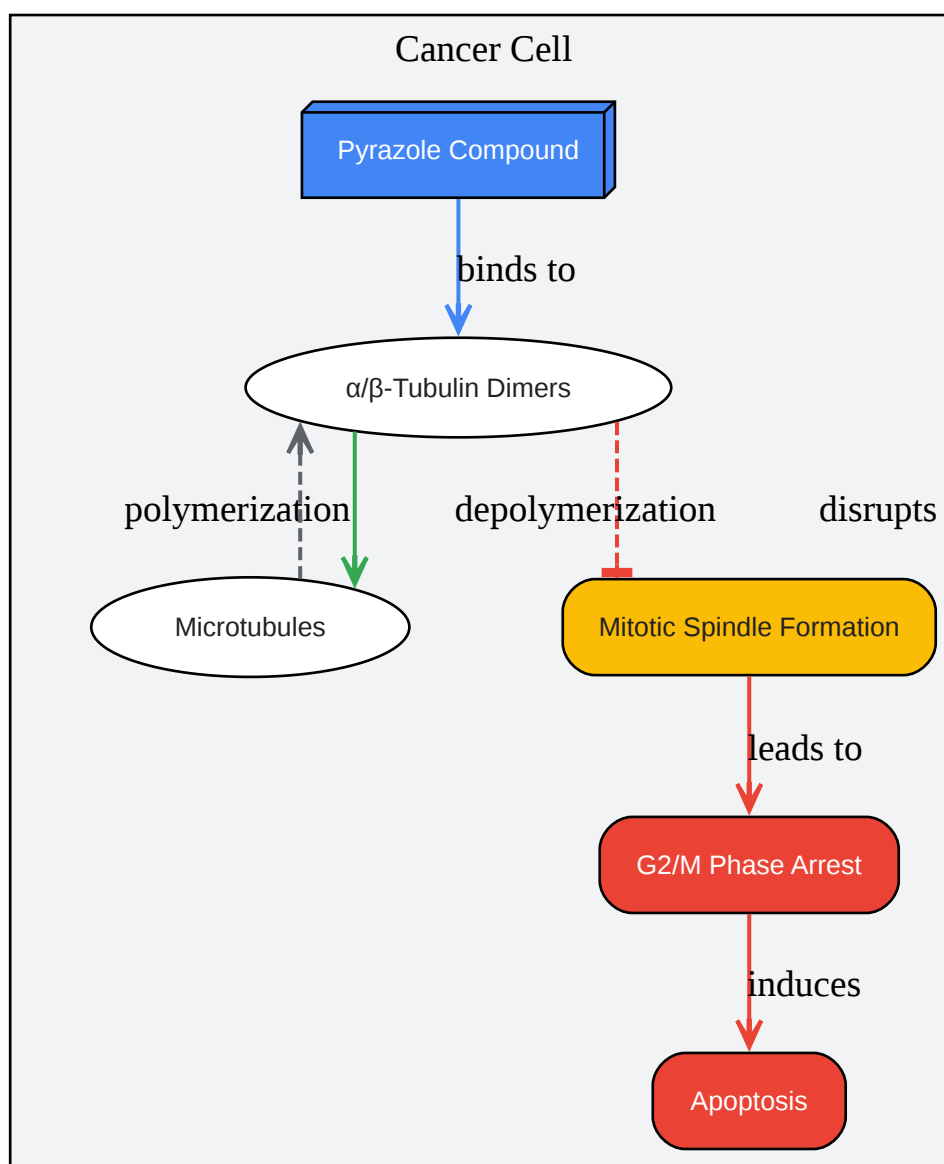 Cancer Cell
Pyrazole Compound
binds to
α/β-Tubulin Dimers
polymerization
depolymerization
disrupts
Microtubules
Mitotic Spindle Formation
leads to
G2/M Phase Arrest
induces
Apoptosis